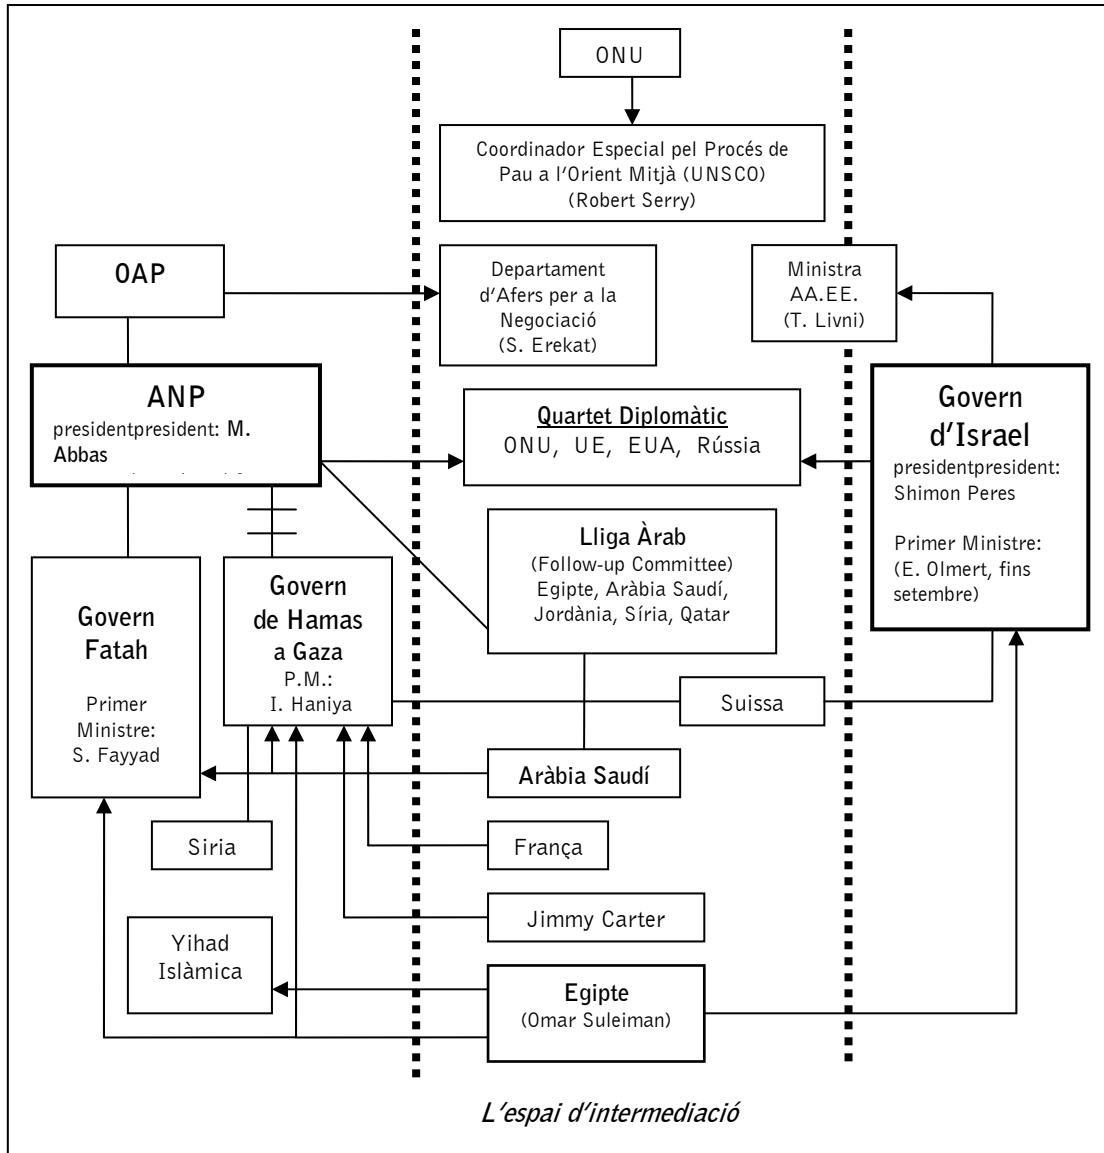 ONU
Coordinador Especial pel Procés de
Pau a l'Orient Mitjà (UNSCO)
(Robert Serry)
OAP
Departament
d'Afers per a la
Negociació
(S. Erekat)
Ministra
AA.EE.
(T. Livni)
ANP
presidentpresident: M.
Abbas
Quartet Diplomàtic
ONU, UE, EUA, Rússia
Govern
d'Israel
presidentpresident:
Shimon Peres
Primer Ministre:
(E. Olmert, fins
setembre)
Lliga Àrab
(Follow-up Committee)
Egipte, Aràbia Saudí,
Jordània, Síria, Qatar
Govern
Fatah
Primer
Ministre:
S. Fayyad
Govern
de Hamas
a Gaza
P.M.:
I. Haniya
Suissa
Aràbia Saudí
Siria
França
Jimmy Carter
Yihad
Islàmica
Egipte
(Omar Suleiman)
L'espai d'intermediació